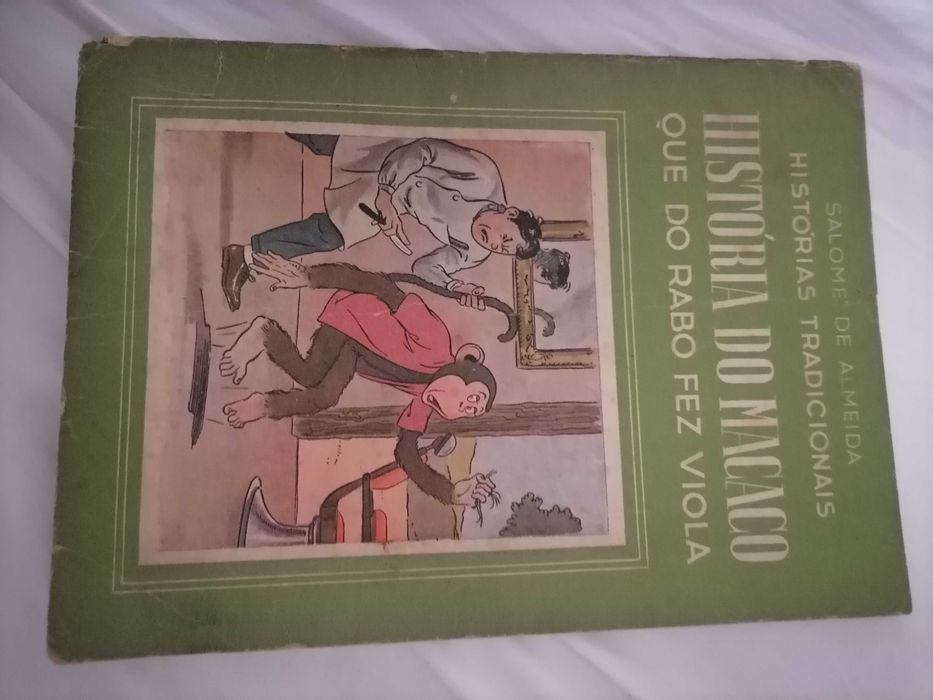 SALOMÉ DE ALMEIDA
HISTÓRIAS TRADICIONAIS
HISTÓRIA DO MACACO
QUE DO RABO FEZ VIOLA